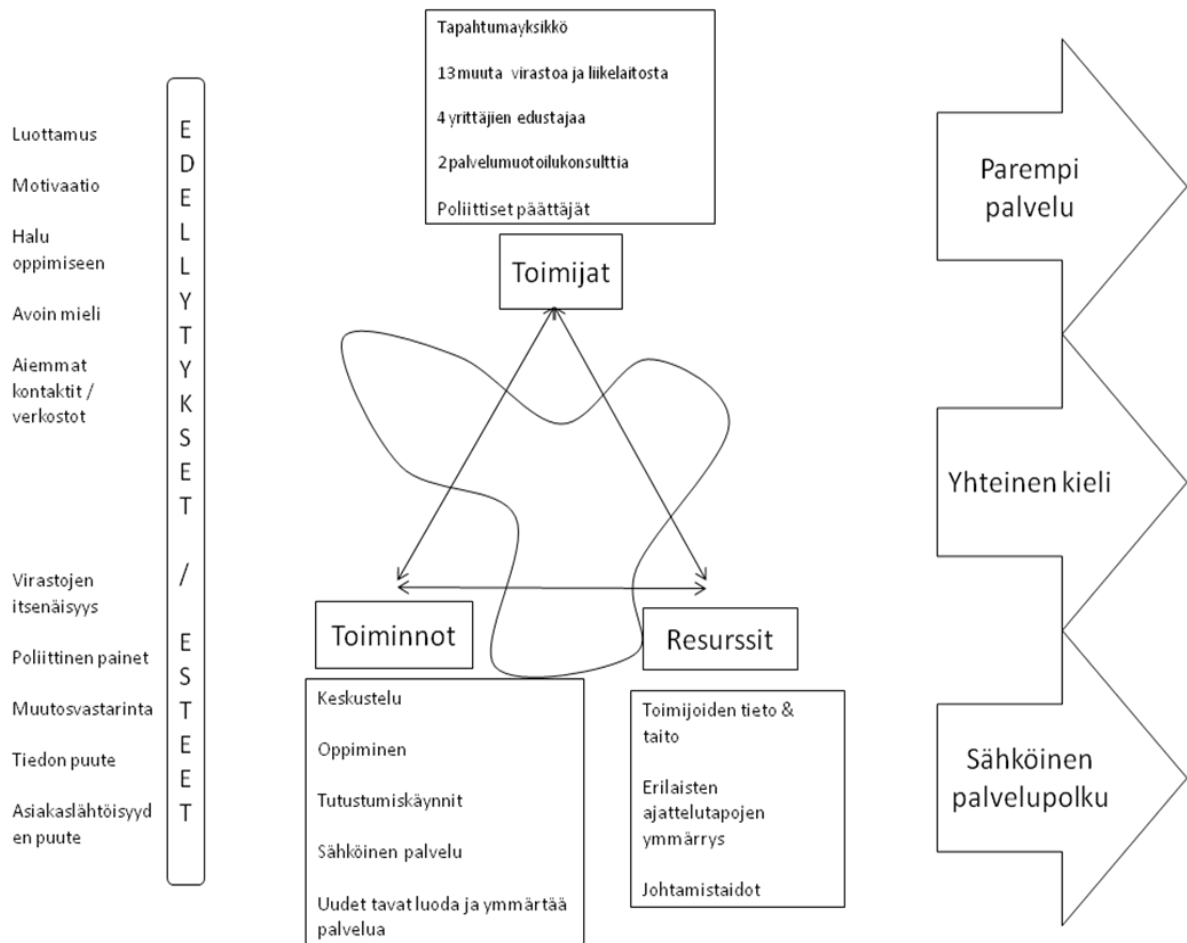 Luottamus
Motivaatio
Halu
oppimiseen
Avoin mieli
Aiemmat
kontaktit /
verkostot
Virastojen
itsenäisyys
Poliittinen painet
Muutosvastarinta
Tiedon puute
Asiakaslähtöisyyd
en puute
E
D
E
L
L
Y
T
Y
K
S
E
T
/
E
S
T
E
E
T
Tapahtumayksikkö
13 muuta virastoa ja liikelaitosta
4 yrittäjien edustajaa
2 palvelumuotoilukonsulttia
Poliittiset päättäjät
Toimijat
Toiminnot
Keskustelu
Oppiminen
Tutustumiskäynnit
Sähköinen palvelu
Uudet tavat luoda ja ymmärtää
palvelua
Resurssit
Toimijoiden tieto &
taito
Erilaisten
ajattelutapojen
ymmärrys
Johtamistaidot
Parempi
palvelu
Yhteinen kieli
Sähköinen
palvelupolku